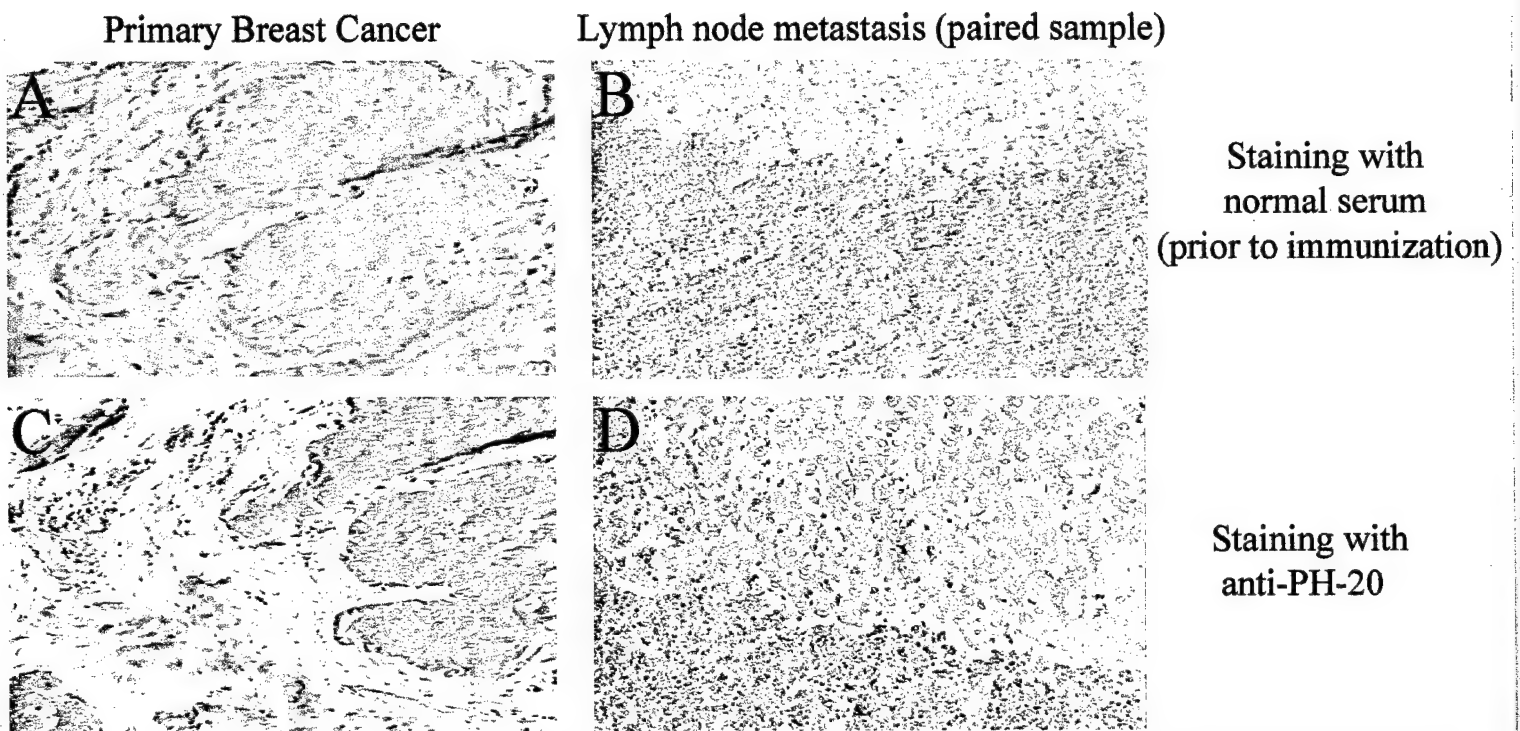 Primary Breast Cancer
Lymph node metastasis (paired sample)
A
B
Staining with
normal serum
(prior to immunization)
C
D
Staining with
anti-PH-20